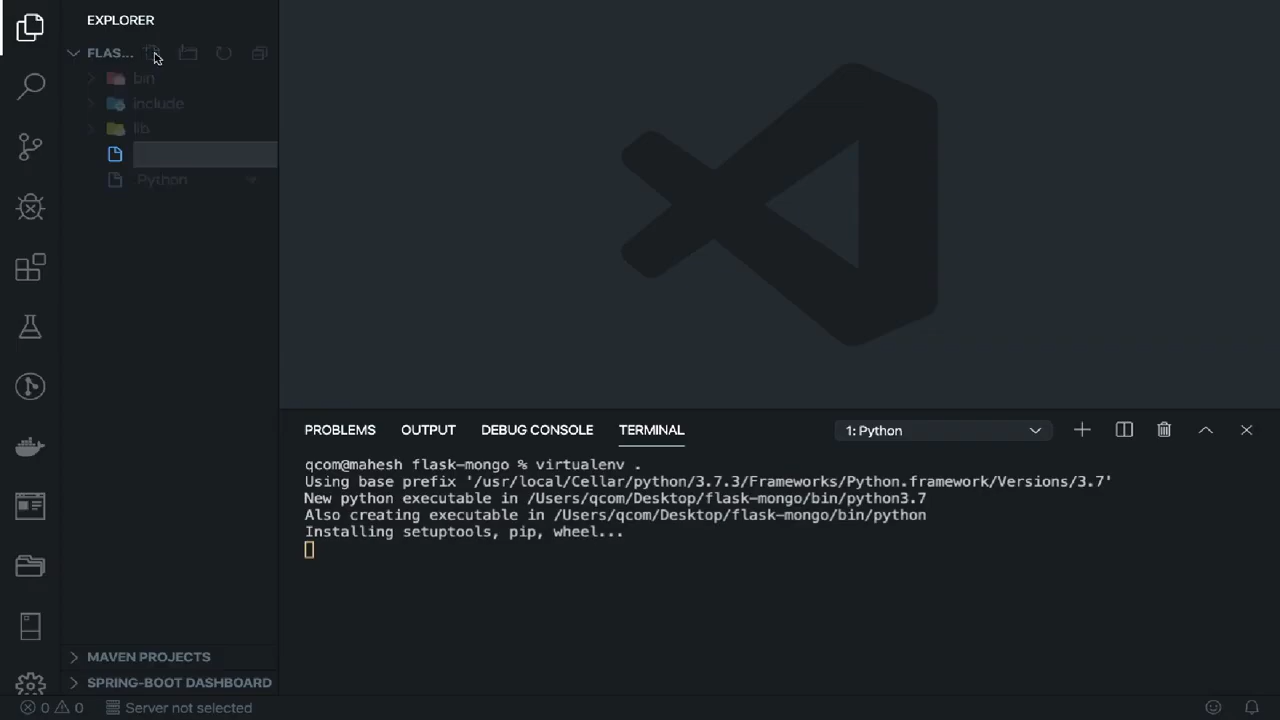 EXPLORER
FLAS...
bin
include
lib
.Python
PROBLEMS
OUTPUT
DEBUG CONSOLE
TERMINAL
1: Python
qcom@mahesh flask-mongo % virtualenv .
Using base prefix '/usr/local/Cellar/python/3.7.3/Frameworks/Python.framework/Versions/3.7'
New python executable in /Users/qcom/Desktop/flask-mongo/bin/python3.7
Also creating executable in /Users/qcom/Desktop/flask-mongo/bin/python
Installing setuptools, pip, wheel...
MAVEN PROJECTS
SPRING-BOOT DASHBOARD
0
0
Server not selected